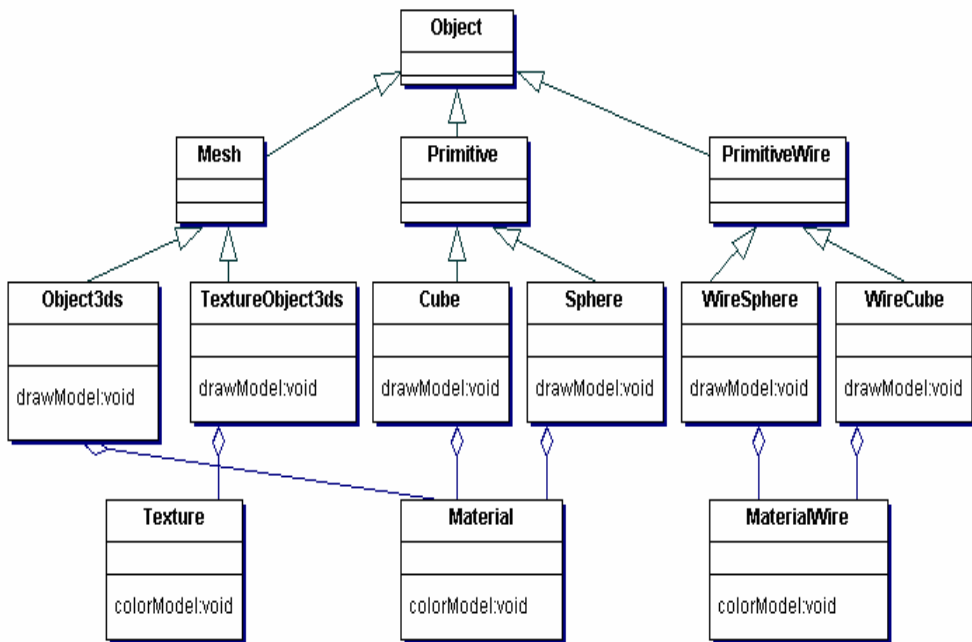 Object
Mesh
Primitive
PrimitiveWire
Object3ds
TextureObject3ds
Cube
Sphere
WireSphere
WireCube
drawModel:void
drawModel:void
drawModel:void
drawModel:void
drawModel:void
drawModel:void
Texture
Material
MaterialWire
colorModel:void
colorModel:void
colorModel:void